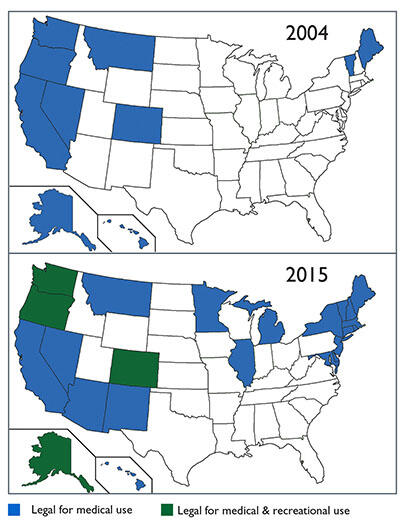 2004
2015
Legal for medical use
Legal for medical & recreational use